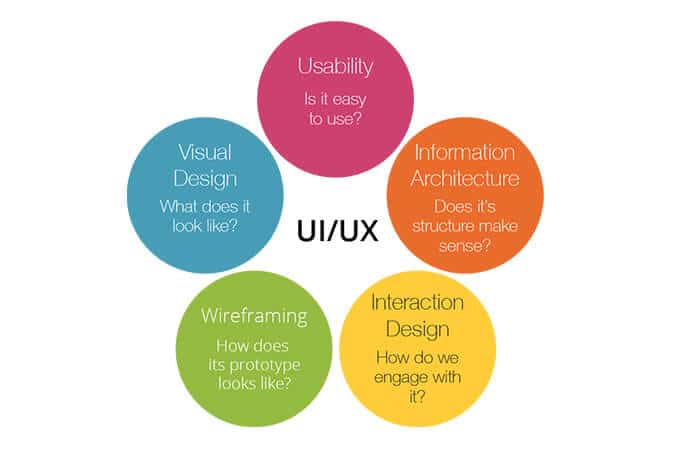 Usability
Is it easy
to use?
Visual
Design
What does it
look like?
Information
Architecture
Does it's
structure make
sense?
UI/UX
Wireframing
How does
its prototype
looks like?
Interaction
Design
How do we
engage with
it?